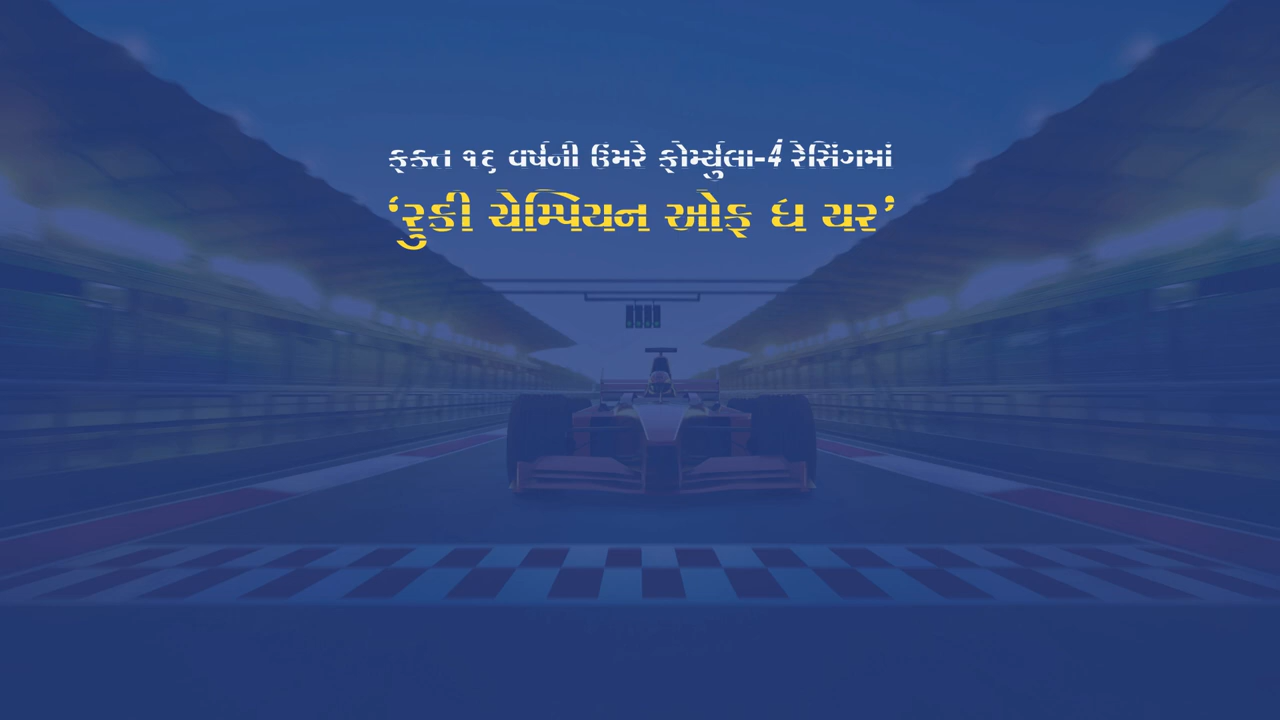 ફક્ત ૧૬ વર્ષની ઉંમરે ફોર્મ્યુલા-4 રેસિંગમાં
‘રુકી ચેમ્પિયન ઓફ ધ યર’